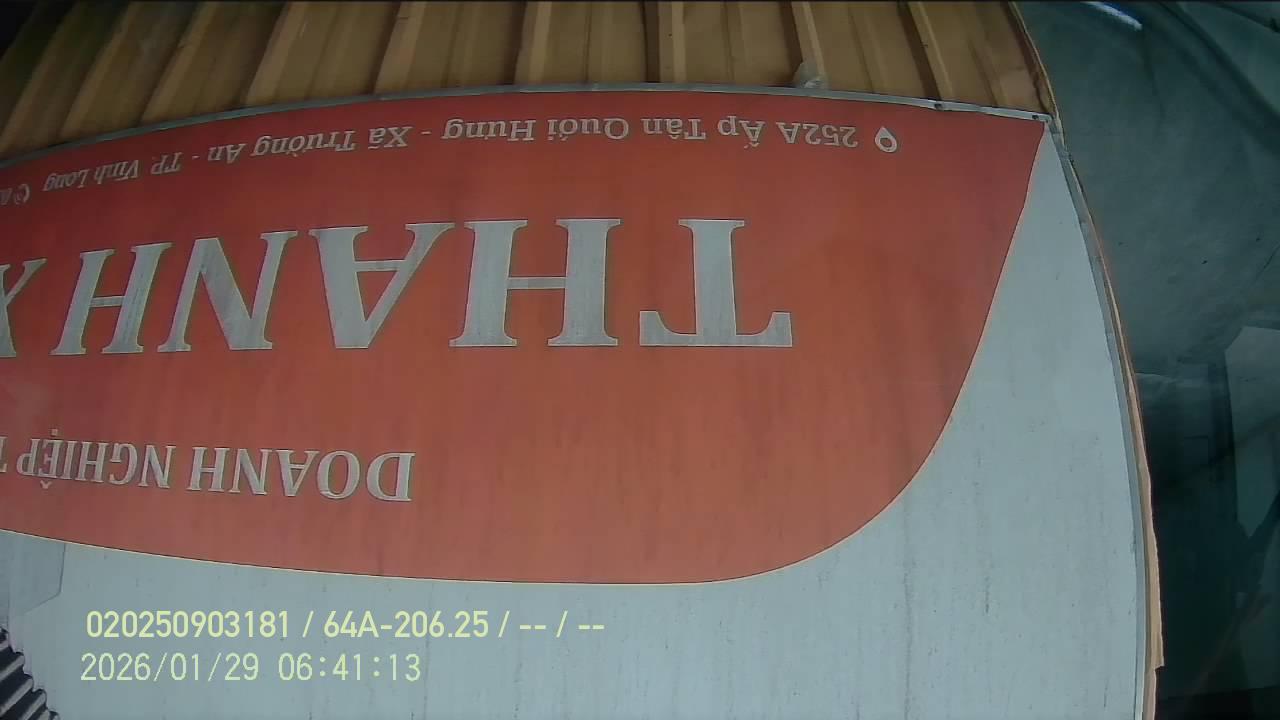 DOANH NGHIỆP
THANH
252A Ấp Tân Quới Hưng - Xã Trường An - TP Vĩnh Long
020250903181 / 64A-206.25 / -- / --
2026/01/29 06:41:13